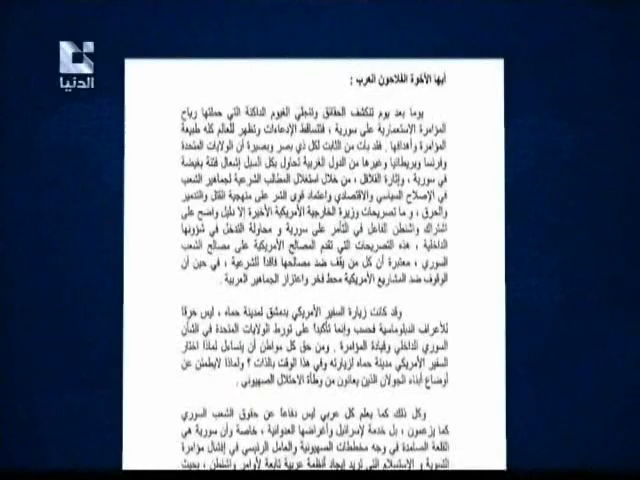 الدنيا
أيها الأخوة الفلاحون العرب :
يوما بعد يوم تتكشف الحقائق وتنجلي الغيوم الداكنة التي حملتها رياح
المؤامرة الاستعمارية على سورية ، فتتساقط الإدعاءات وتظهر للعالم كله طبيعة
المؤامرة وأهدافها . فقد بات من الثابت لكل ذي بصر وبصيرة أن الولايات المتحدة
وفرنسا وبريطانيا وغيرها من الدول الغربية تحاول بكل السبل إشعال فتنة بغيضة
في سورية ، وإثارة القلاقل ، من خلال استغلال المطالب الشرعية لجماهير الشعب
في الإصلاح السياسي والاقتصادي واعتماد قوى الشر على منهجية القتل والتدمير
والحرق ، و ما تصريحات وزيرة الخارجية الأمريكية الأخيرة إلا دليل واضح على
اشتراك واشنطن الفاعل في التآمر على سورية و محاولة التدخل في شؤونها
الداخلية ، هذه التصريحات التي تقدم المصالح الأمريكية على مصالح الشعب
السوري ، معتبرة أن كل من يقف ضد مصالحها فاقداً للشرعية ، في حين أن
الوقوف ضد المشاريع الأمريكية محط فخر واعتزاز الجماهير العربية .
وقد كانت زيارة السفير الأمريكي بدمشق لمدينة حماه ، ليس خرقاً
للأعراف الدبلوماسية فحسب وإنما تأكيداً على تورط الولايات المتحدة في الشأن
السوري الداخلي وقيادة المؤامرة . ومن حق كل مواطن أن يتساءل لماذا اختار
السفير الأمريكي مدينة حماه لزيارته وفي هذا الوقت بالذات ؟ ولماذا لايطمئن عن
أوضاع أبناء الجولان الذين يعانون من وطأة الاحتلال الصهيوني .
وكل ذلك كما يعلم كل عربي ليس دفاعاً عن حقوق الشعب السوري
كما يزعمون ، بل خدمة لإسرائيل وأغراضها العدوانية ، خاصة وأن سورية هي
القلعة الصامدة في وجه مخططات الصهيونية والعامل الرئيسي في إفشال مؤامرة
التسوية و الاستسلام التي تريد إيجاد أنظمة عربية تابعة لأوامر واشنطن ، بحيث